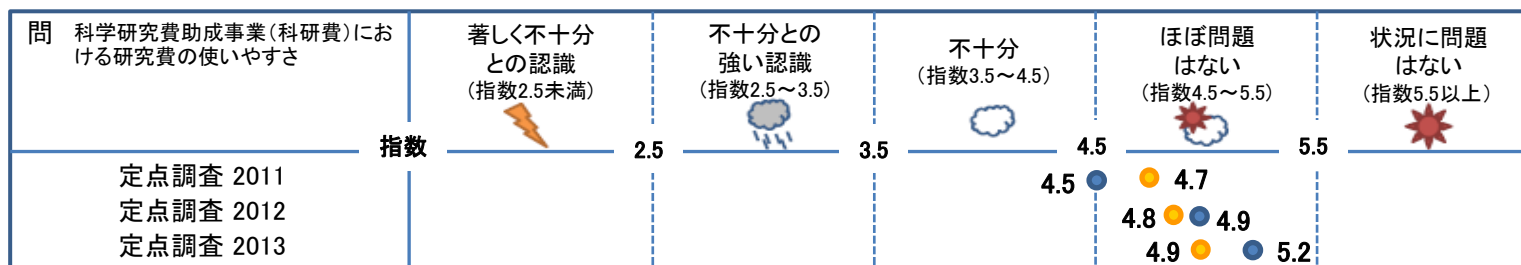 問 科学研究費助成事業(科研費)にお
ける研究費の使いやすさ
著しく不十分
との認識
(指数2.5未満)
不十分との
強い認識
(指数2.5～3.5)
不十分
(指数3.5～4.5)
ほぼ問題
はない
(指数4.5～5.5)
状況に問題
はない
(指数5.5以上)
指数 2.5 3.5 4.5 5.5
定点調査 2011 4.5 4.7
定点調査 2012 4.8 4.9
定点調査 2013 4.9 5.2